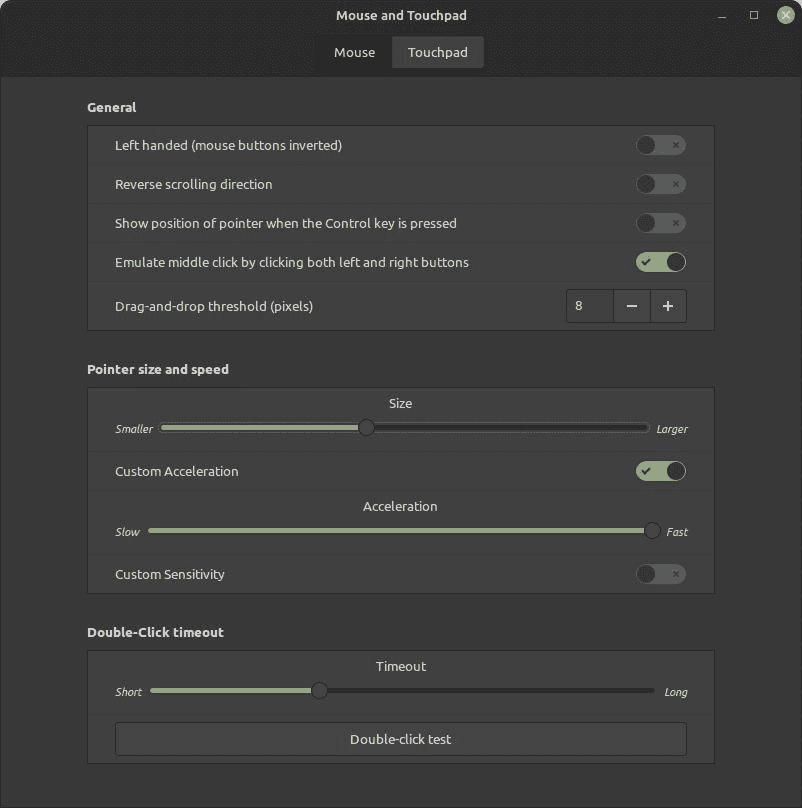 Mouse and Touchpad
Mouse Touchpad
General
Left handed (mouse buttons inverted)
Reverse scrolling direction
Show position of pointer when the Control key is pressed
Emulate middle click by clicking both left and right buttons
Drag-and-drop threshold (pixels) 8
Pointer size and speed
Size
Smaller Larger
Custom Acceleration
Acceleration
Slow Fast
Custom Sensitivity
Double-Click timeout
Timeout
Short Long
Double-click test